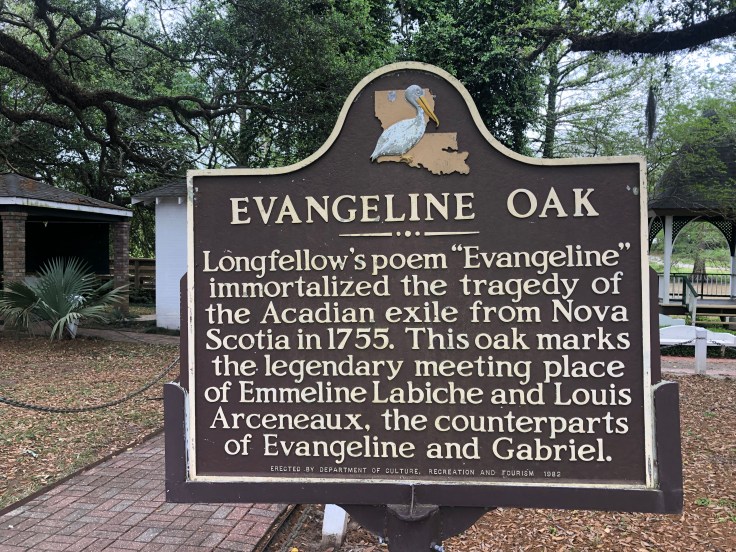 EVANGELINE OAK
Longfellow's poem "Evangeline"
immortalized the tragedy of
the Acadian exile from Nova
Scotia in 1755. This oak marks
the legendary meeting place
of Emmeline Labiche and Louis
Arceneaux, the counterparts
of Evangeline and Gabriel.
ERECTED BY DEPARTMENT OF CULTURE, RECREATION AND TOURISM 1982